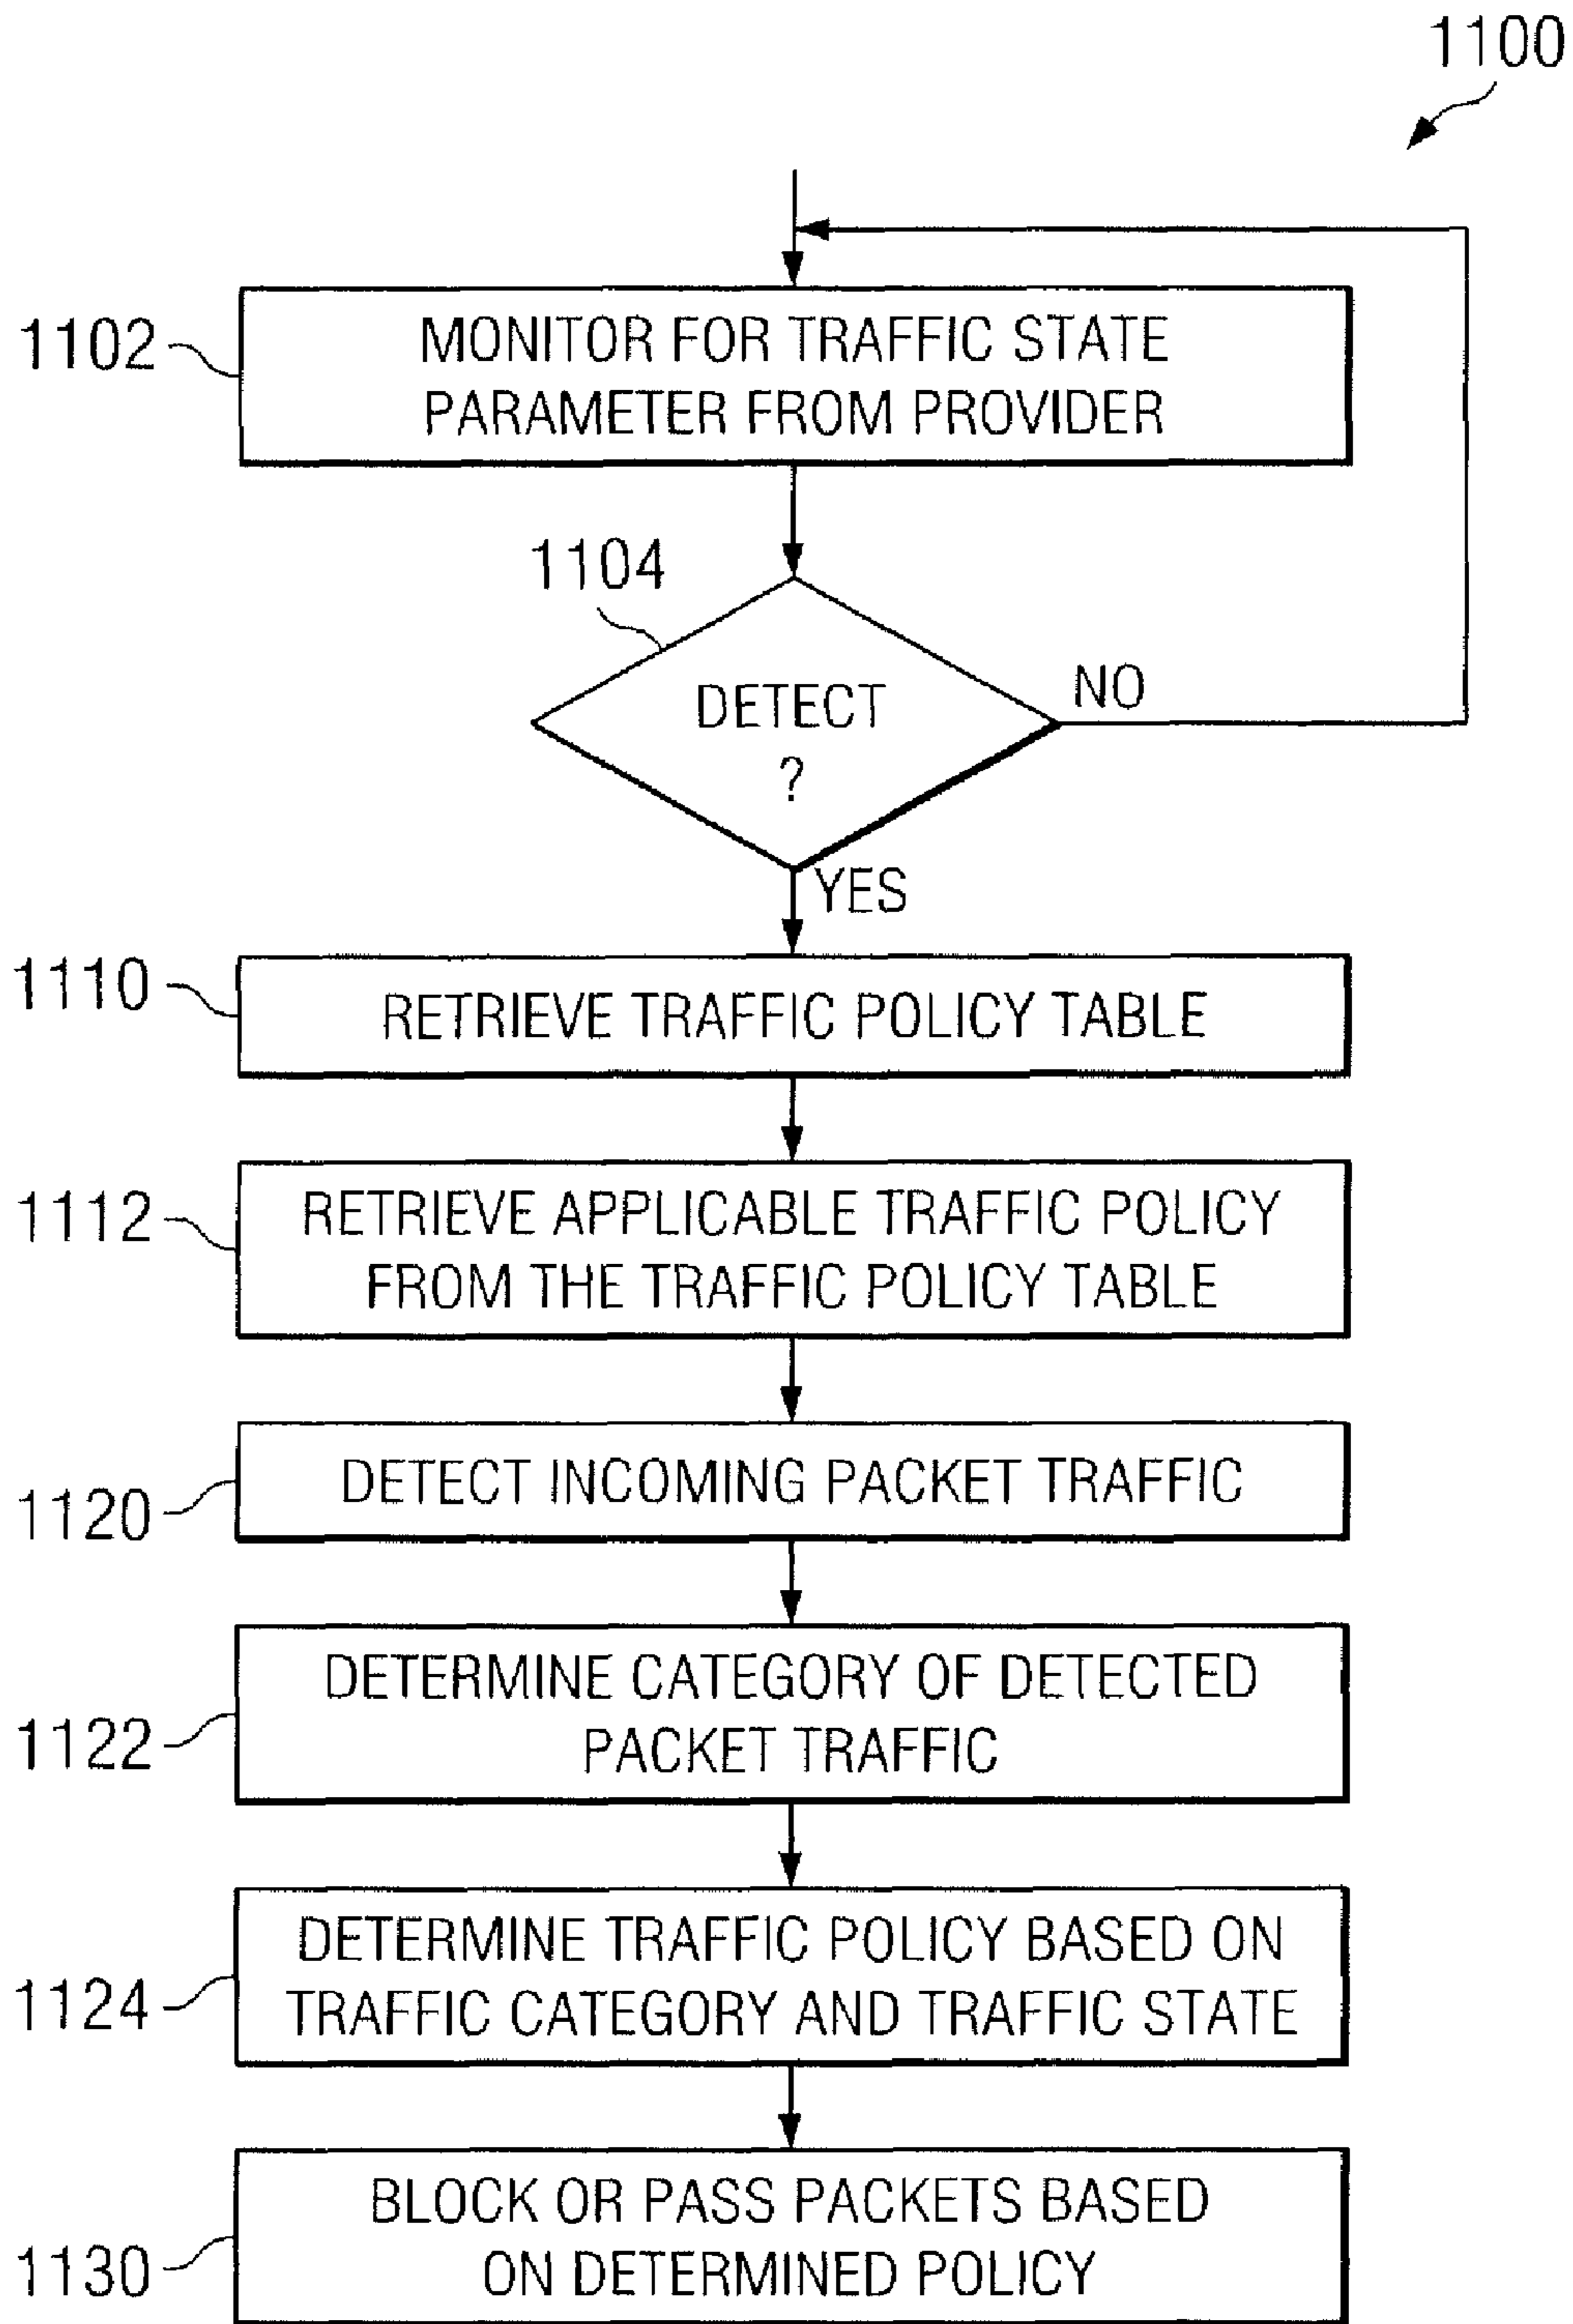 1100
1102
MONITOR FOR TRAFFIC STATE
PARAMETER FROM PROVIDER
1104
DETECT
?
NO
YES
1110
RETRIEVE TRAFFIC POLICY TABLE
1112
RETRIEVE APPLICABLE TRAFFIC POLICY
FROM THE TRAFFIC POLICY TABLE
1120
DETECT INCOMING PACKET TRAFFIC
1122
DETERMINE CATEGORY OF DETECTED
PACKET TRAFFIC
1124
DETERMINE TRAFFIC POLICY BASED ON
TRAFFIC CATEGORY AND TRAFFIC STATE
1130
BLOCK OR PASS PACKETS BASED
ON DETERMINED POLICY